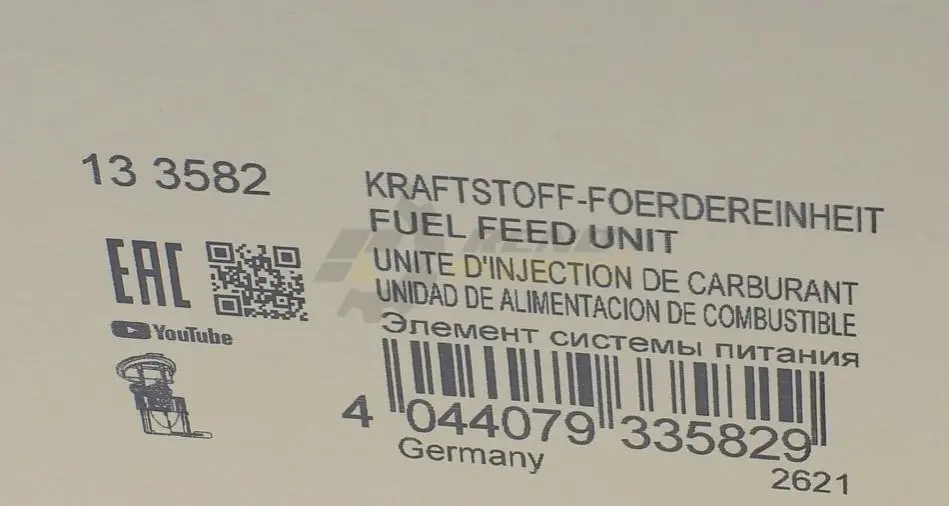 13 3582
KRAFTSTOFF-FOERDEREINHEIT
FUEL FEED UNIT
UNITE D'INJECTION DE CARBURANT
UNIDAD DE ALIMENTACION DE COMBUSTIBLE
Элемент системы питания
EAC
YouTube
4 044079 335829
Germany
2621